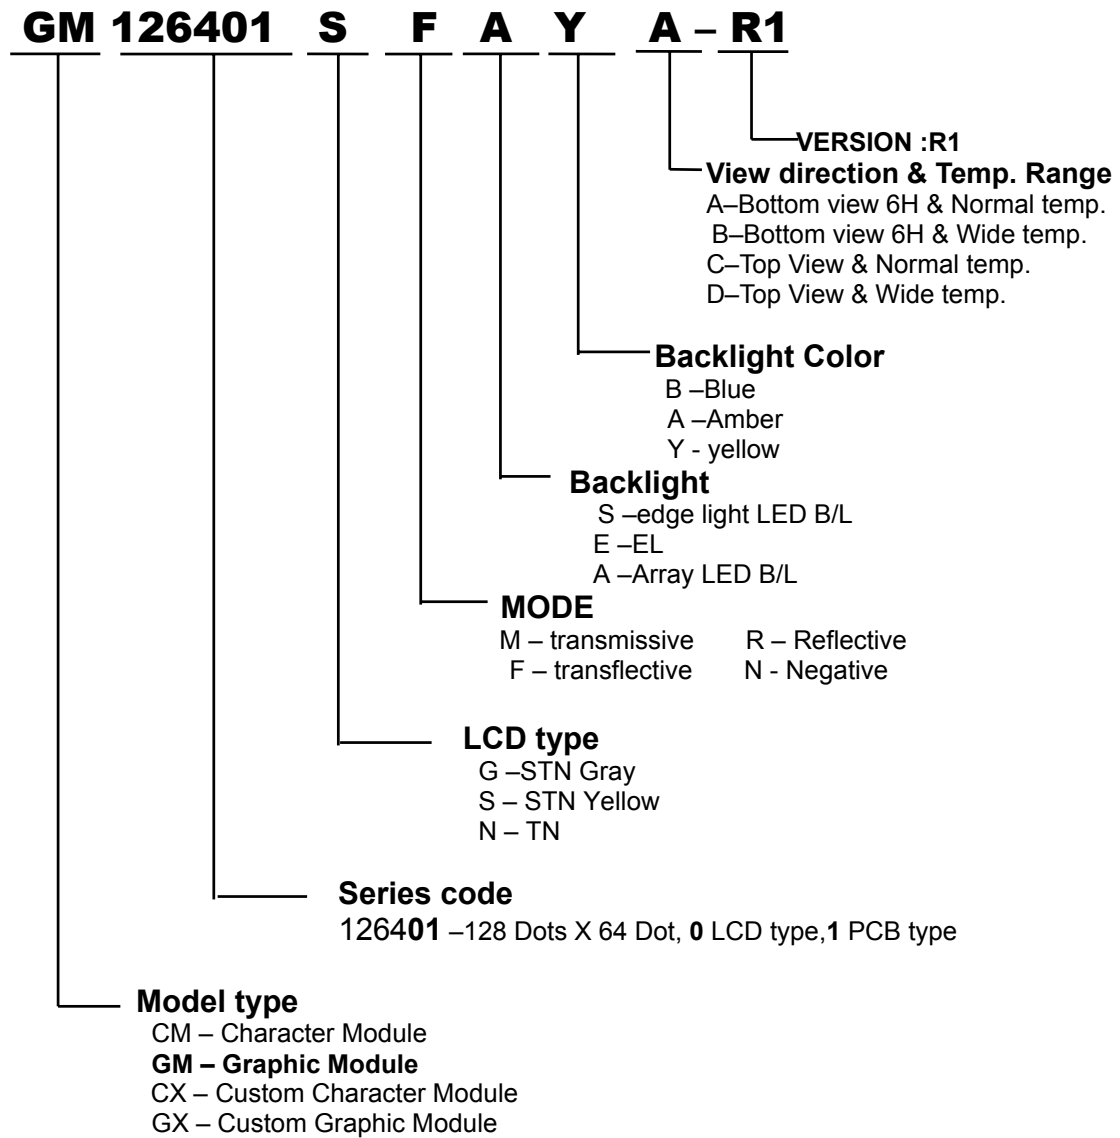 GM 126401 S F A Y A – R1
VERSION :R1
View direction & Temp. Range
A–Bottom view 6H & Normal temp.
B–Bottom view 6H & Wide temp.
C–Top View & Normal temp.
D–Top View & Wide temp.
Backlight Color
B –Blue
A –Amber
Y - yellow
Backlight
S –edge light LED B/L
E –EL
A –Array LED B/L
MODE
M – transmissive R – Reflective
F – transflective N - Negative
LCD type
G –STN Gray
S – STN Yellow
N – TN
Series code
126401 –128 Dots X 64 Dot, 0 LCD type,1 PCB type
Model type
CM – Character Module
GM – Graphic Module
CX – Custom Character Module
GX – Custom Graphic Module